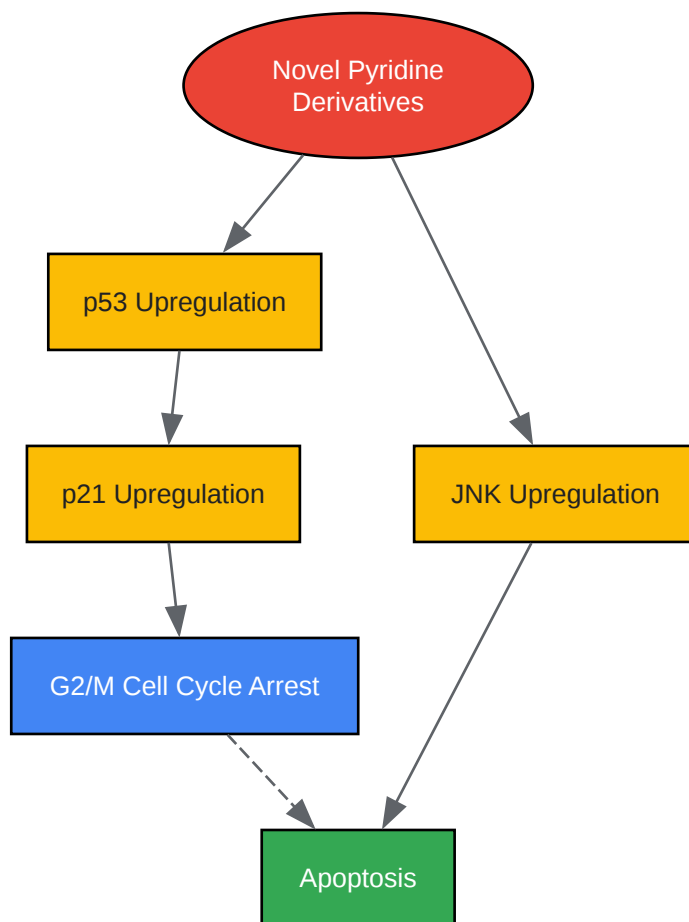 Novel Pyridine
Derivatives
p53 Upregulation
p21 Upregulation
JNK Upregulation
G2/M Cell Cycle Arrest
Apoptosis